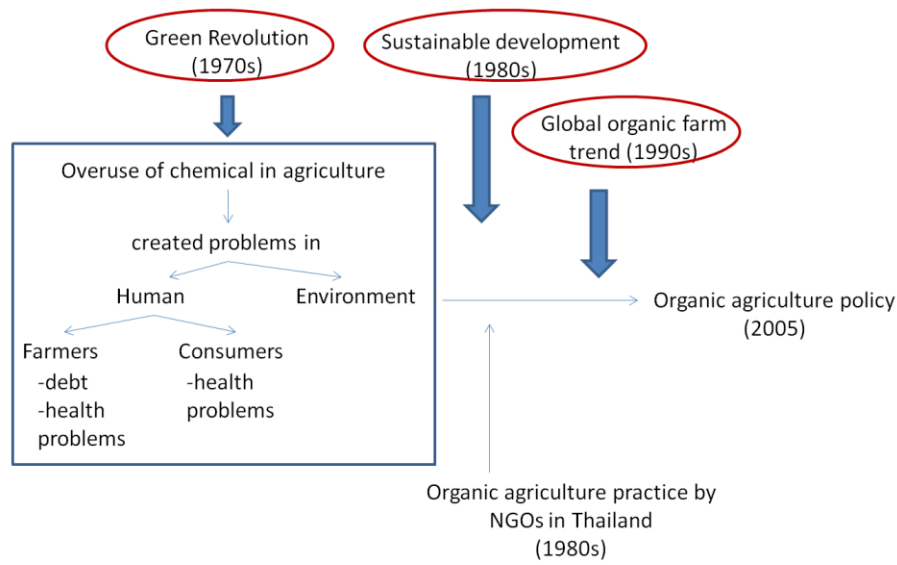 Green Revolution
(1970s)
Sustainable development
(1980s)
Global organic farm
trend (1990s)
Overuse of chemical in agriculture
created problems in
Human
Environment
Farmers
-debt
-health
problems
Consumers
-health
problems
Organic agriculture policy
(2005)
Organic agriculture practice by
NGOs in Thailand
(1980s)